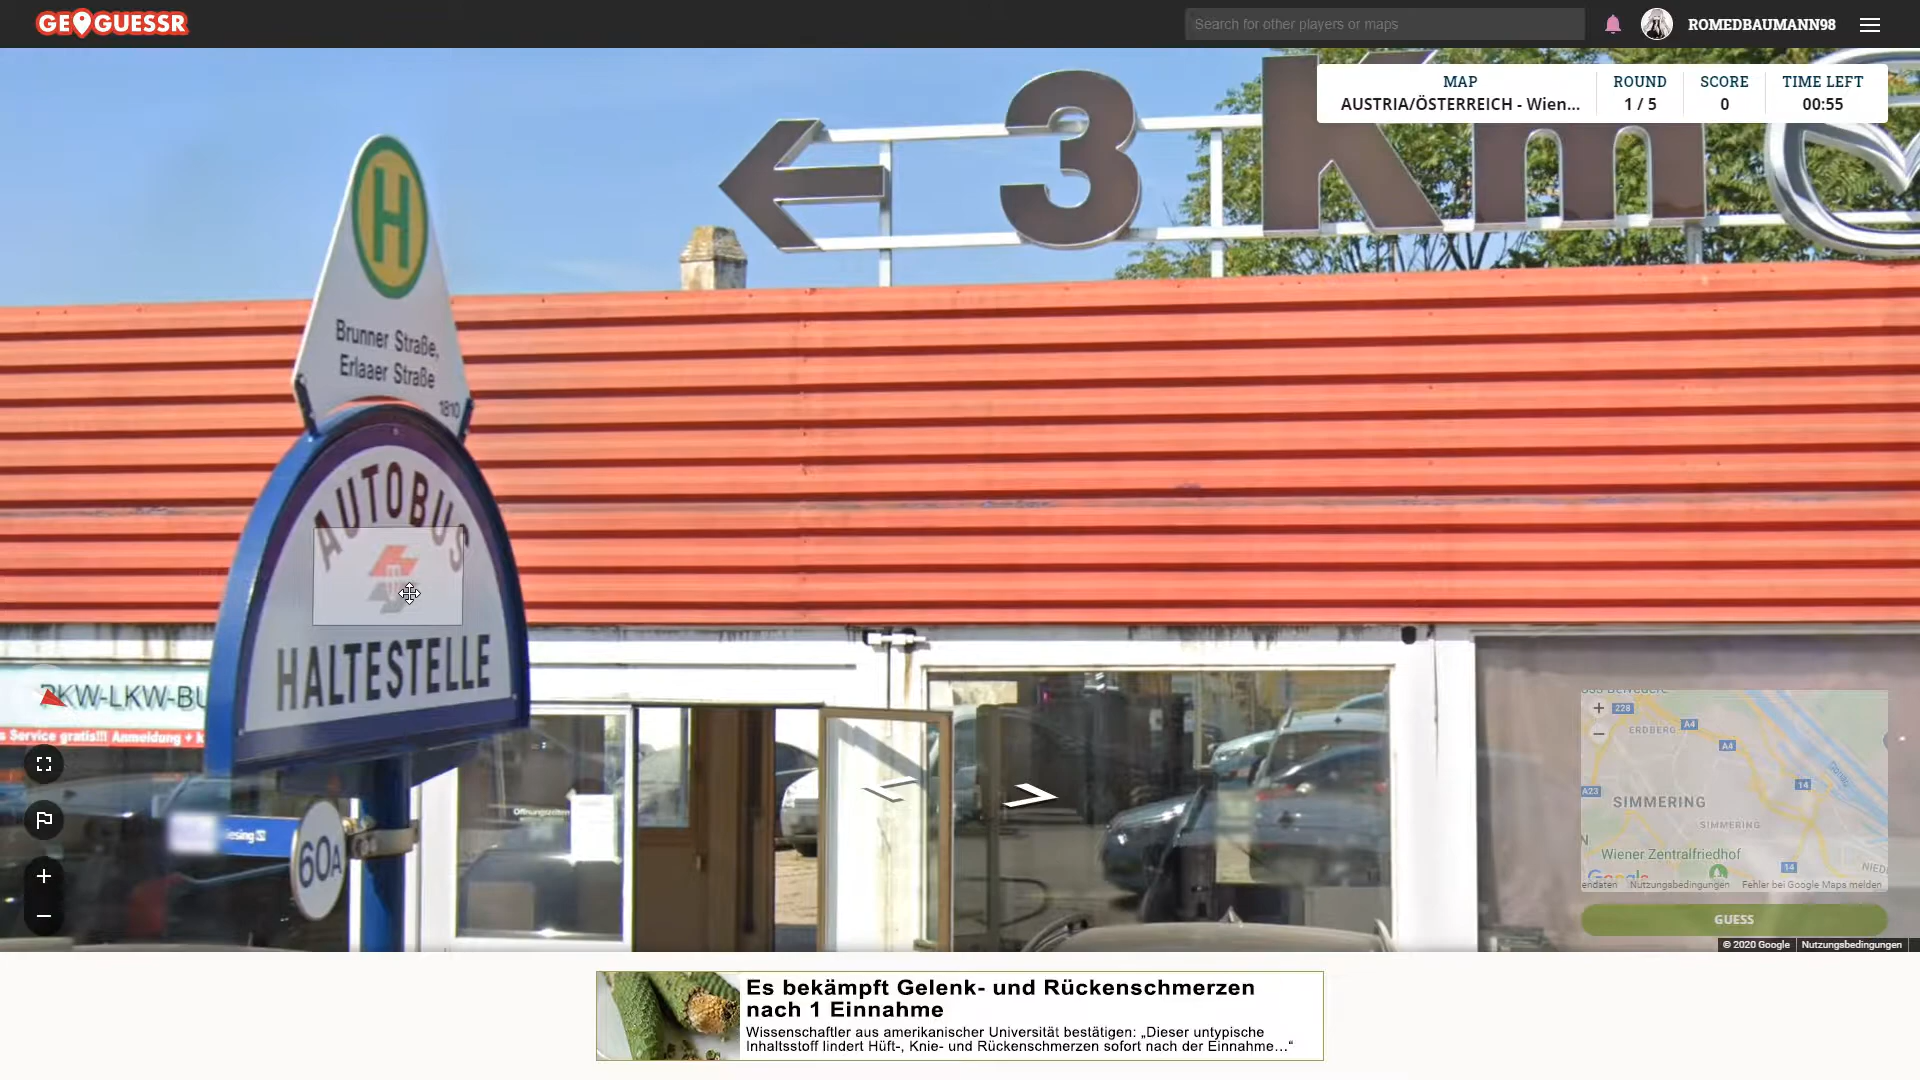 GEOGUESSR
Search for other players or maps
ROMEDBAUMANN98
MAP
AUSTRIA/ÖSTERREICH - Wien...
ROUND
1 / 5
SCORE
0
TIME LEFT
00:55
3 Km
H
Brunner Straße,
Erlaaer Straße
1810
AUTOBUS
HALTESTELLE
PKW-LKW-BU
s Service gratis!!! Anmeldung + k
Öffnungszeiten
60A
228
A4
ERDBERG
A4
A23
14
SIMMERING
SIMMERING
Wiener Zentralfriedhof
14
NIED
Google
endaten
Nutzungsbedingungen
Fehler bei Google Maps melden
GUESS
© 2020 Google
Nutzungsbedingungen
Es bekämpft Gelenk- und Rückenschmerzen
nach 1 Einnahme
Wissenschaftler aus amerikanischer Universität bestätigen: „Dieser untypische
Inhaltsstoff lindert Hüft-, Knie- und Rückenschmerzen sofort nach der Einnahme...“